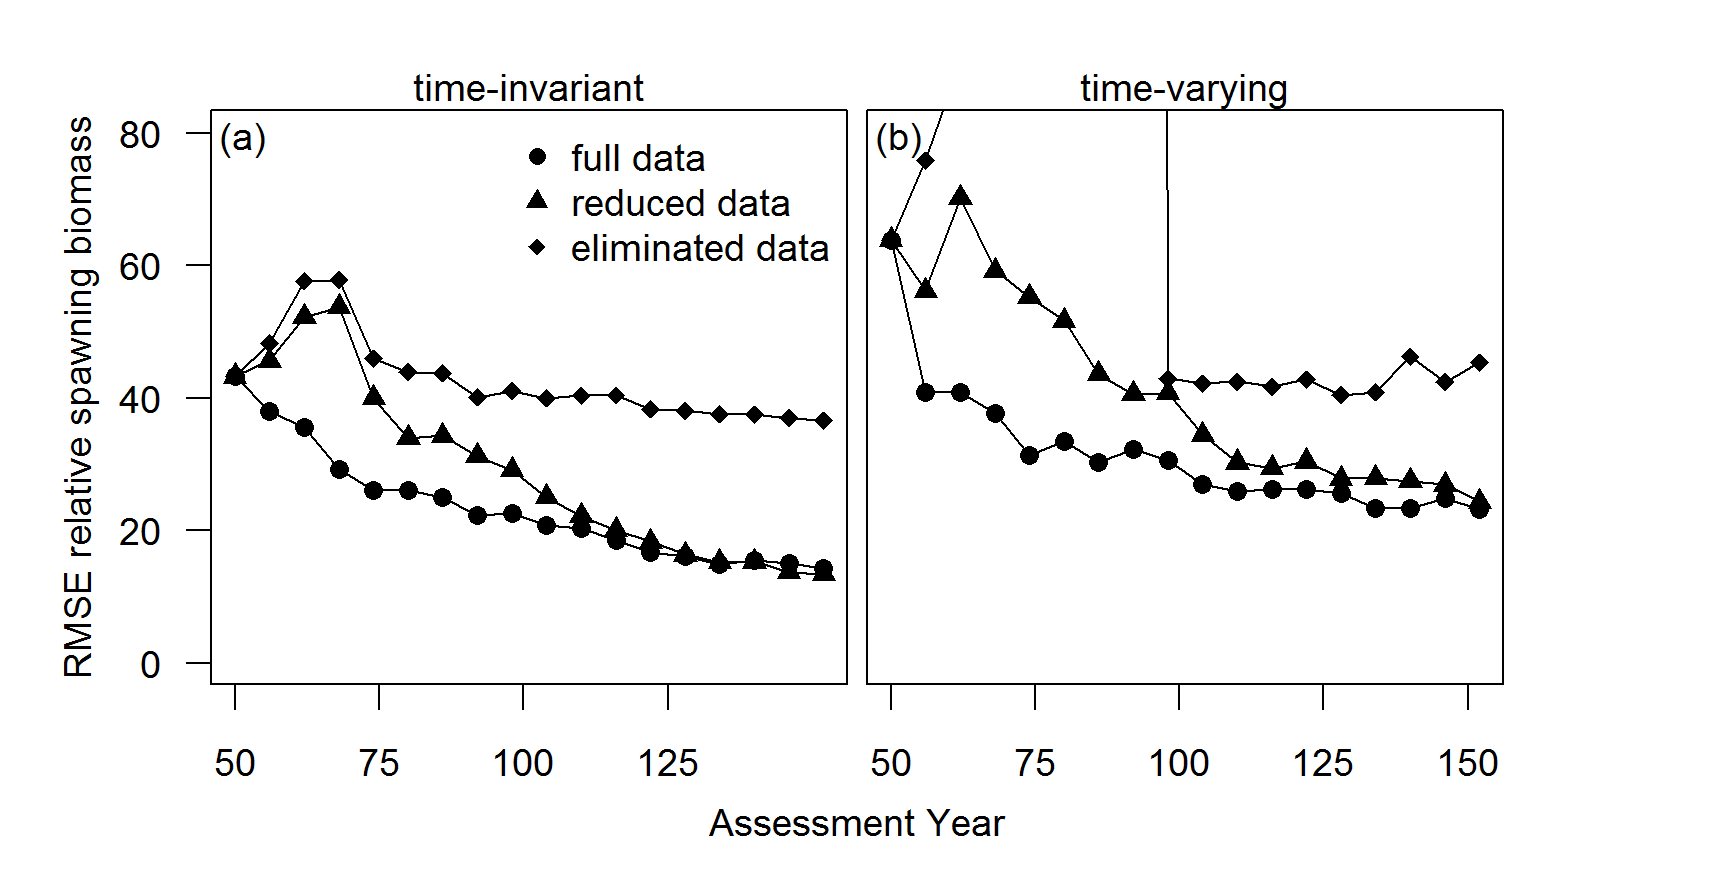 time-invariant
time-varying
(a)
(b)
full data
reduced data
eliminated data
RMSE relative spawning biomass
80
60
40
20
0
50 75 100 125
50 75 100 125 150
Assessment Year